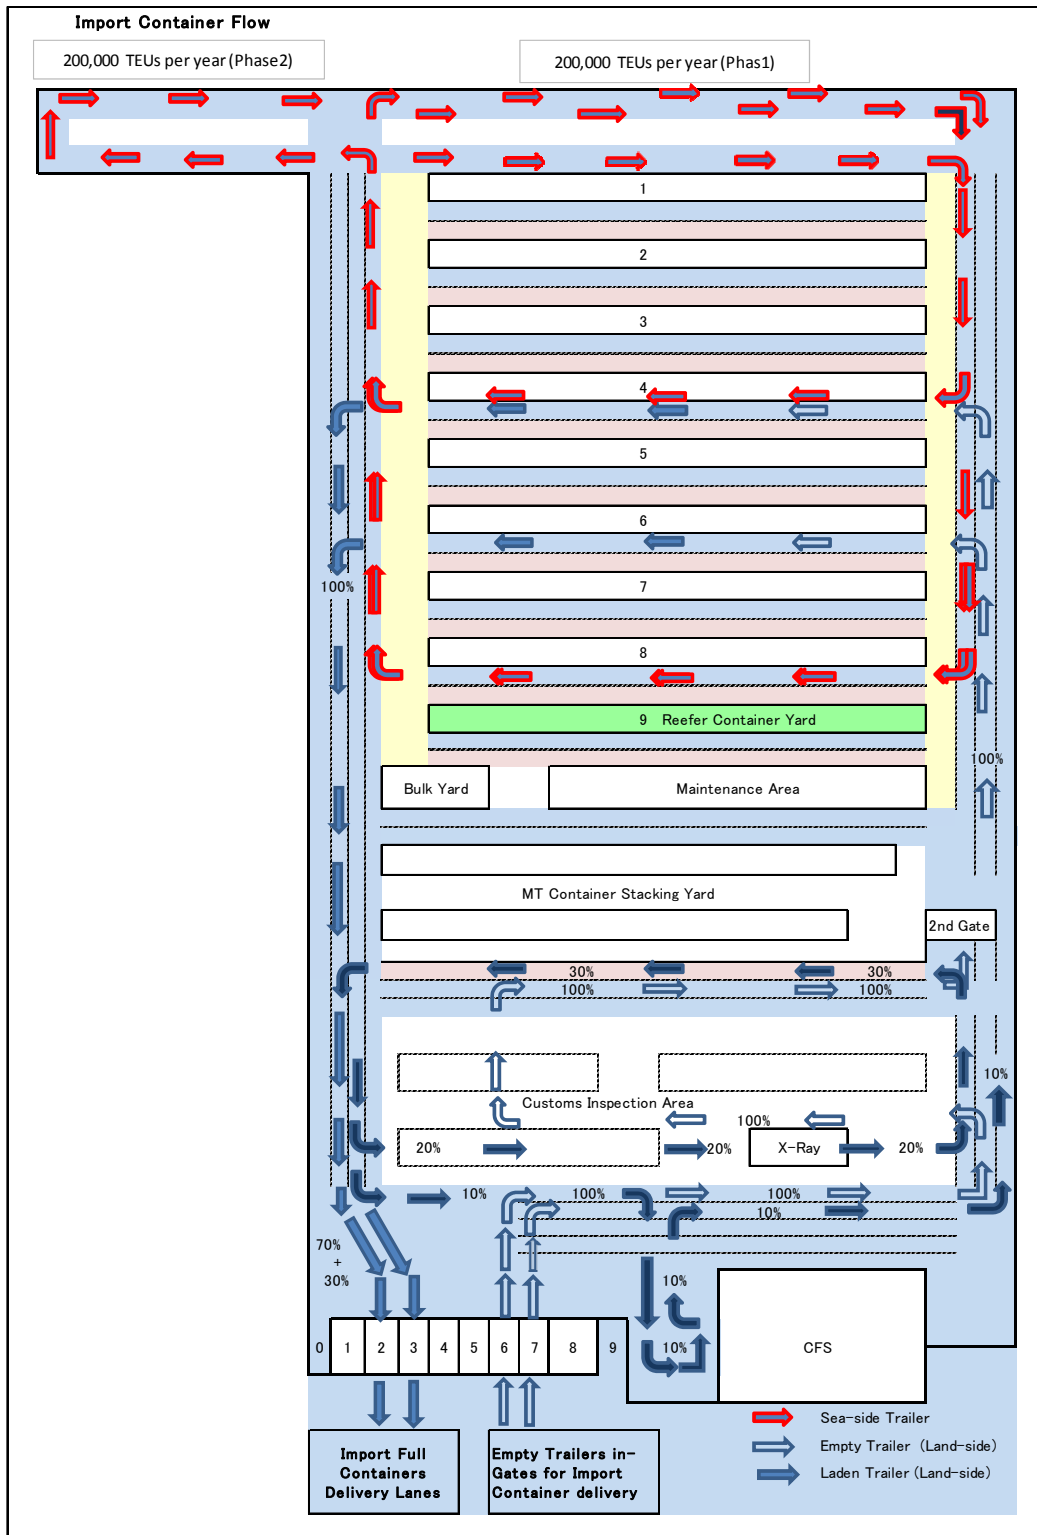 Import Container Flow
200,000 TEUs per year (Phase2)
200,000 TEUs per year (Phas1)
1
2
3
4
5
6
100%
7
8
9 Reefer Container Yard
100%
Bulk Yard
Maintenance Area
MT Container Stacking Yard
2nd Gate
30%
30%
100%
100%
10%
Customs Inspection Area
100%
20%
20%
X-Ray
20%
10%
100%
100%
10%
70%
+
30%
10%
0
1
2
3
4
5
6
7
8
9
10%
CFS
Sea-side Trailer
Empty Trailer (Land-side)
Laden Trailer (Land-side)
Import Full
Containers
Delivery Lanes
Empty Trailers in-
Gates for Import
Container delivery